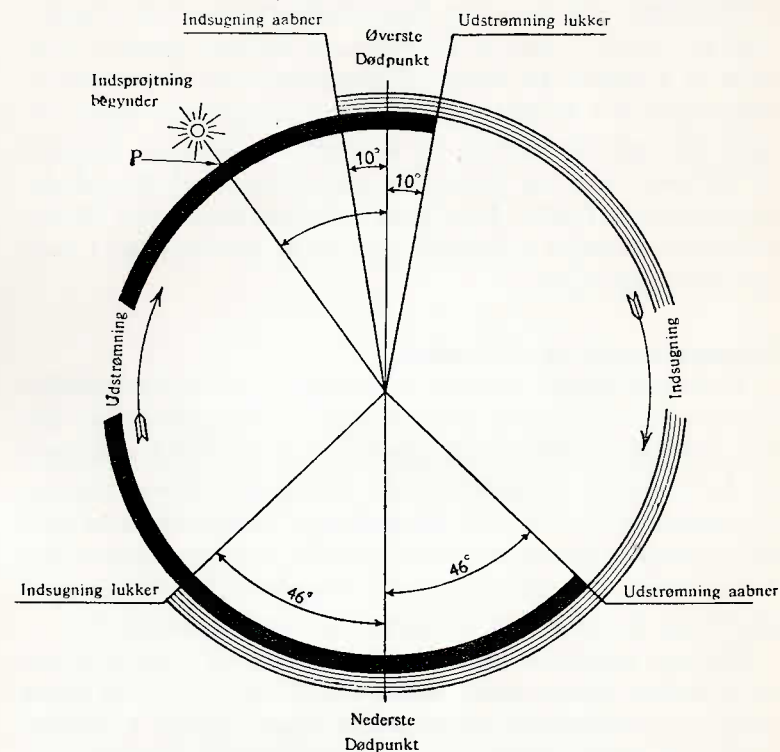 Indsugning aabner
Udstrømning lukker
Øverste
Dødpunkt
Indsprøjtning
begynder
P
10°
10°
Udstrømning
Indsugning
46°
46°
Indsugning lukker
Udstrømning aabner
Nederste
Dødpunkt